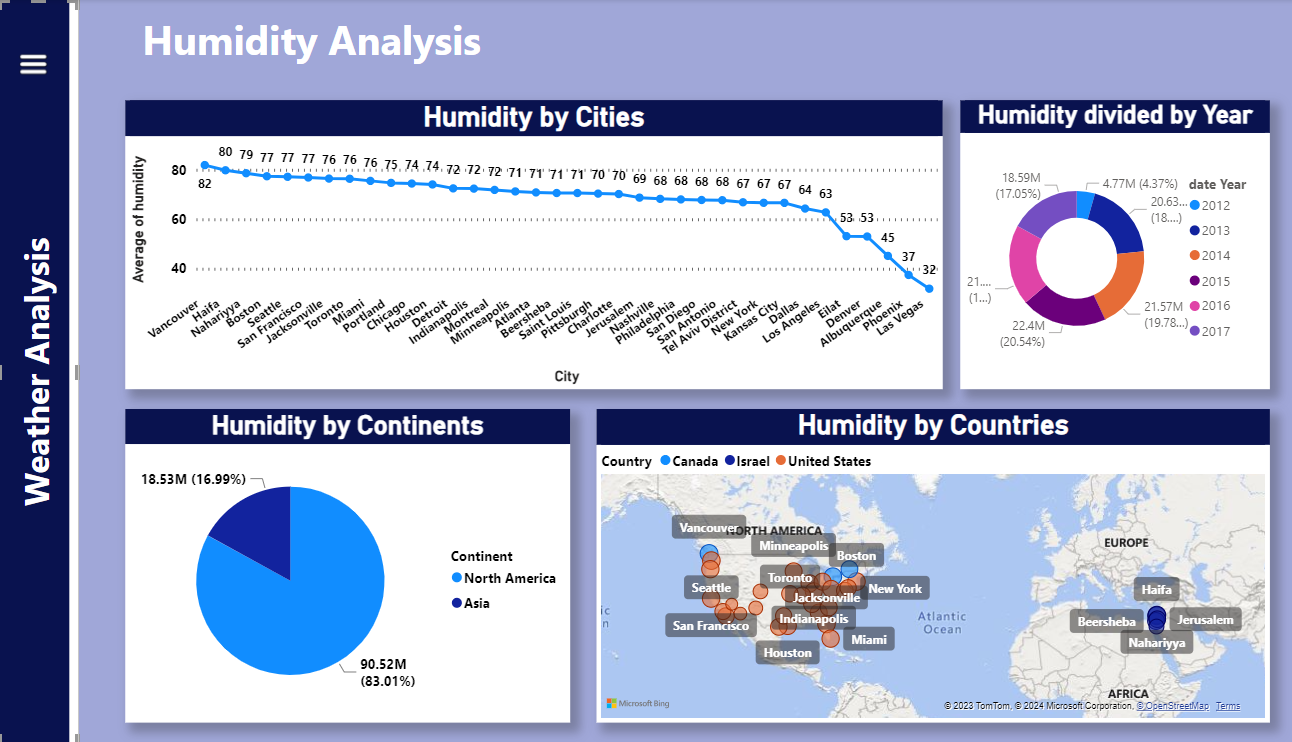 Weather Analysis
Humidity Analysis
Humidity by Cities
Average of humidity
80
60
40
82 80 79 77 77 77 76 76 76 75 74 74 72 72 72 71 71 71 71 70 70 69 68 68 68 68 67 67 67 64 63 53 53 45 37 32
Vancouver
Haifa
Nahariyya
Boston
Seattle
San Francisco
Jacksonville
Toronto
Miami
Portland
Chicago
Houston
Detroit
Indianapolis
Montreal
Minneapolis
Atlanta
Beersheba
Saint Louis
Pittsburgh
Charlotte
Jerusalem
Nashville
Philadelphia
San Diego
San Antonio
Tel Aviv District
New York
Kansas City
Dallas
Los Angeles
Eilat
Denver
Albuquerque
Phoenix
Las Vegas
City
Humidity divided by Year
18.59M
(17.05%)
4.77M (4.37%)
20.63...
(18....)
21....
(1...)
21.57M
(19.78...)
22.4M
(20.54%)
date Year
2012
2013
2014
2015
2016
2017
Humidity by Continents
18.53M (16.99%)
90.52M
(83.01%)
Continent
North America
Asia
Humidity by Countries
Country Canada Israel United States
Vancouver
NORTH AMERICA
Minneapolis
Boston
Toronto
Seattle
New York
Jacksonville
Indianapolis
San Francisco
Miami
Houston
ic
n
Atlantic
Ocean
EUROPE
Haifa
Beersheba
Jerusalem
Nahariyya
AFRICA
Microsoft Bing
© 2023 TomTom, © 2024 Microsoft Corporation, © OpenStreetMap Terms